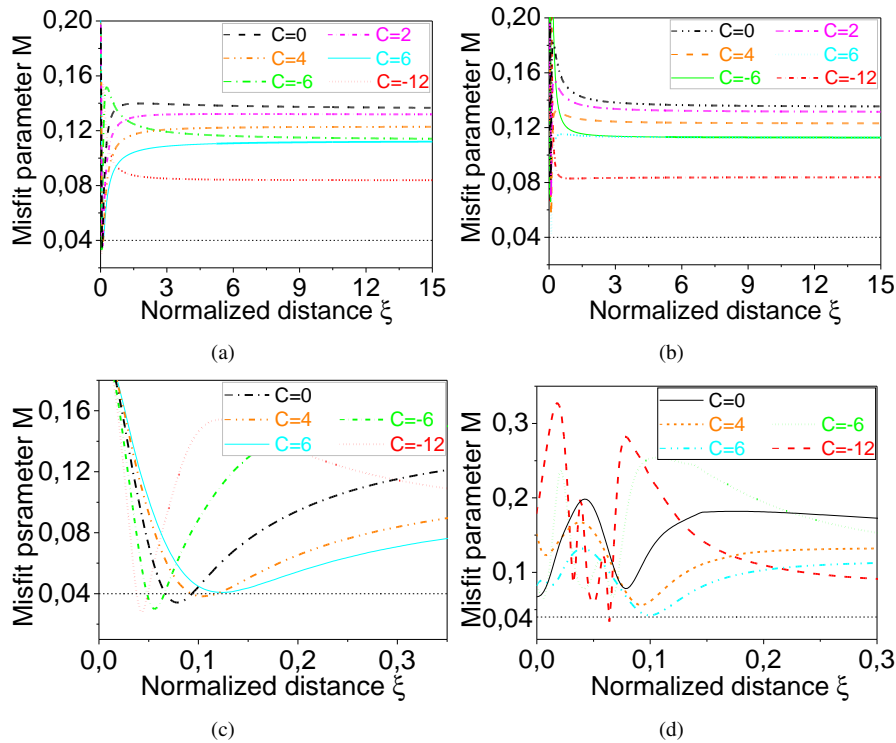 0,20
0,16
0,12
0,08
0,04
Misfit parameter M
C=0 C=2
C=4 C=6
C=-6 C=-12
0 3 6 9 12 15
Normalized distance ξ
(a)
0,20
0,16
0,12
0,08
0,04
Misfit parameter M
C=0 C=2
C=4 C=6
C=-6 C=-12
0 3 6 9 12 15
Normalized distance ξ
(b)
0,16
0,12
0,08
0,04
Misfit psrameter M
C=0
C=4 C=-6
C=6 C=-12
0,0 0,1 0,2 0,3
Normalized distance ξ
(c)
0,3
0,2
0,1
0,04
Misfit parameter M
C=0
C=4 C=-6
C=6 C=-12
0,0 0,1 0,2 0,3
Normalized distance ξ
(d)